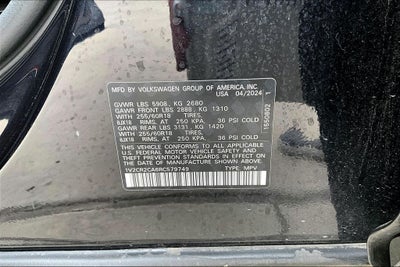 MFD BY VOLKSWAGEN GROUP OF AMERICA, INC.
USA 04/2024
GVWR LBS 5908, KG 2680
GAWR FRONT LBS 2888, KG 1310
WITH 255/60R18 TIRES,
8JX18 RIMS, AT 250 KPA, 36 PSI COLD
GAWR REAR LBS 3131, KG 1420
WITH 255/60R18 TIRES,
8JX18 RIMS, AT 250 KPA, 36 PSI COLD
THIS VEHICLE CONFORMS TO ALL APPLICABLE
U.S. FEDERAL MOTOR VEHICLE SAFETY
STANDARDS IN EFFECT ON THE DATE OF
MANUFACTURE SHOWN ABOVE.
TYPE: MPV